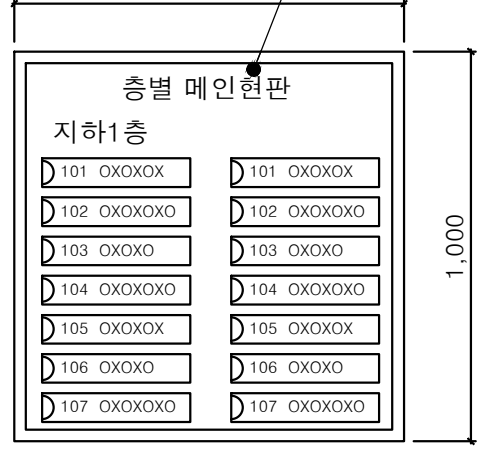 층별 메인현판
지하1층
101 OXOXOX 101 OXOXOX
102 OXOXOXO 102 OXOXOXO
103 OXOXO 103 OXOXO
104 OXOXOXO 104 OXOXOXO
105 OXOXOX 105 OXOXOX
106 OXOXO 106 OXOXO
107 OXOXOXO 107 OXOXOXO
1,000